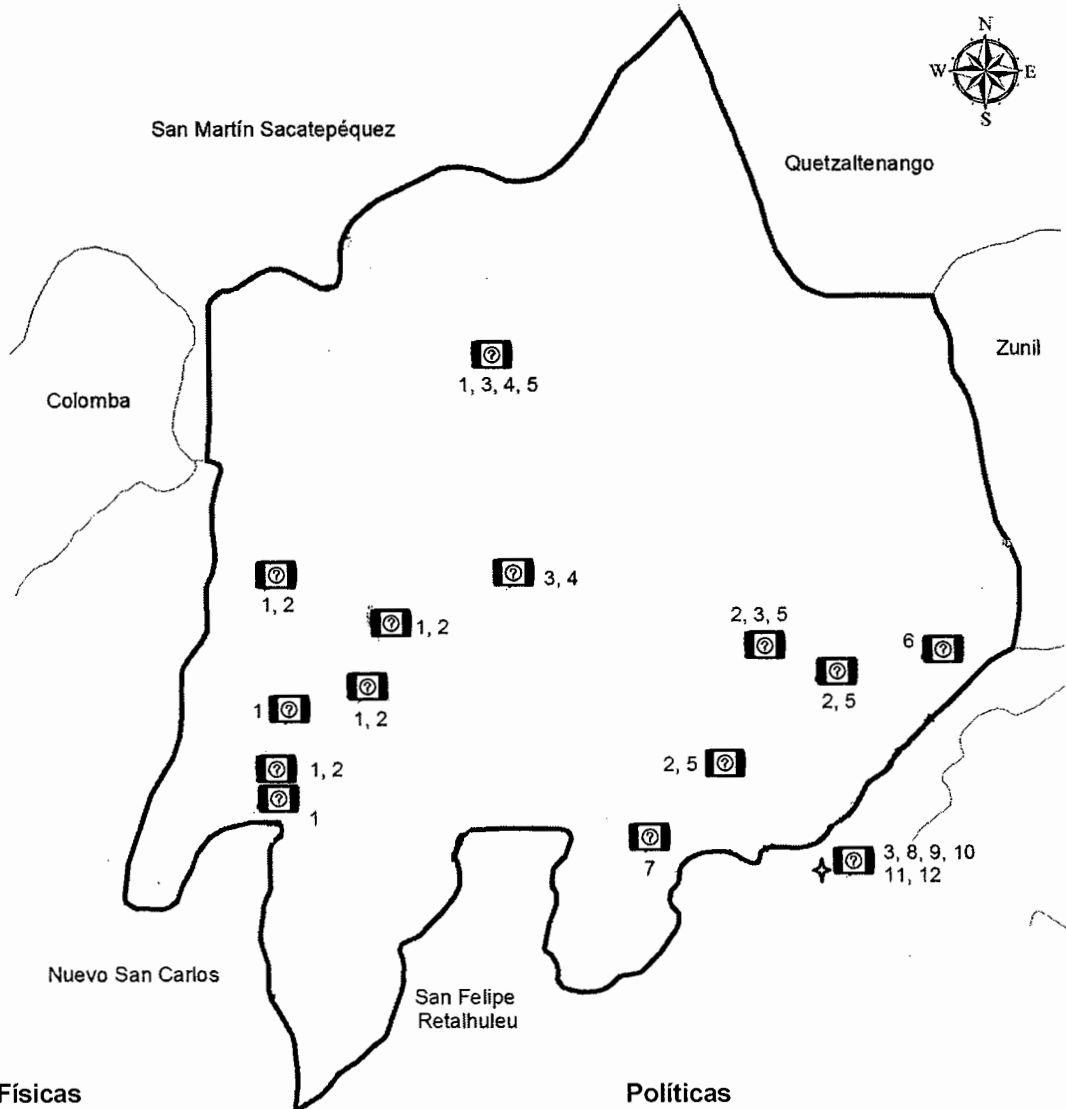 N
W E
S
San Martín Sacatepéquez
Quetzaltenango
Zunil
Colomba
?
1, 3, 4, 5
?
1, 2
? 3, 4
? 1, 2
2, 3, 5
?
6 ?
?
2, 5
?
1, 2
1 ?
2, 5 ?
? 1, 2
?
1
?
7
? 3, 8, 9, 10
11, 12
Nuevo San Carlos
San Felipe
Retalhuleu
Físicas
Políticas